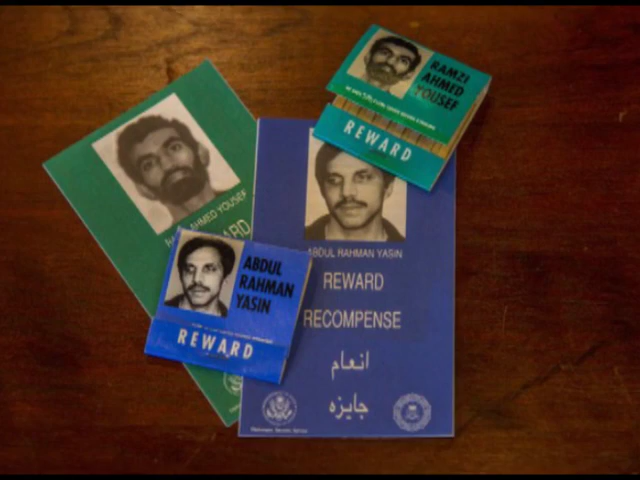 RAMZI
AHMED
YOUSEF
REWARD
AHMED YOUSEF
ABDUL RAHMAN YASIN
REWARD
RECOMPENSE
انعام
جایزه
ABDUL
RAHMAN
YASIN
REWARD